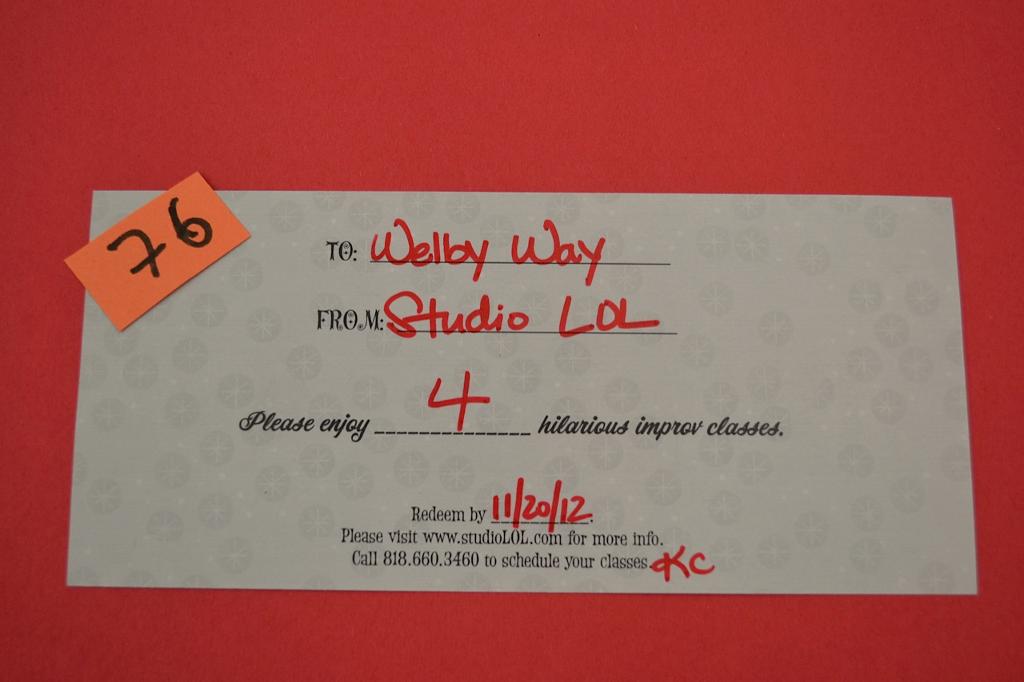 76
TO: Welby Way
FROM: Studio LOL
Please enjoy 4 hilarious improv classes.
Redeem by 11/20/12.
Please visit www.studioLOL.com for more info.
Call 818.660.3460 to schedule your classes. KC